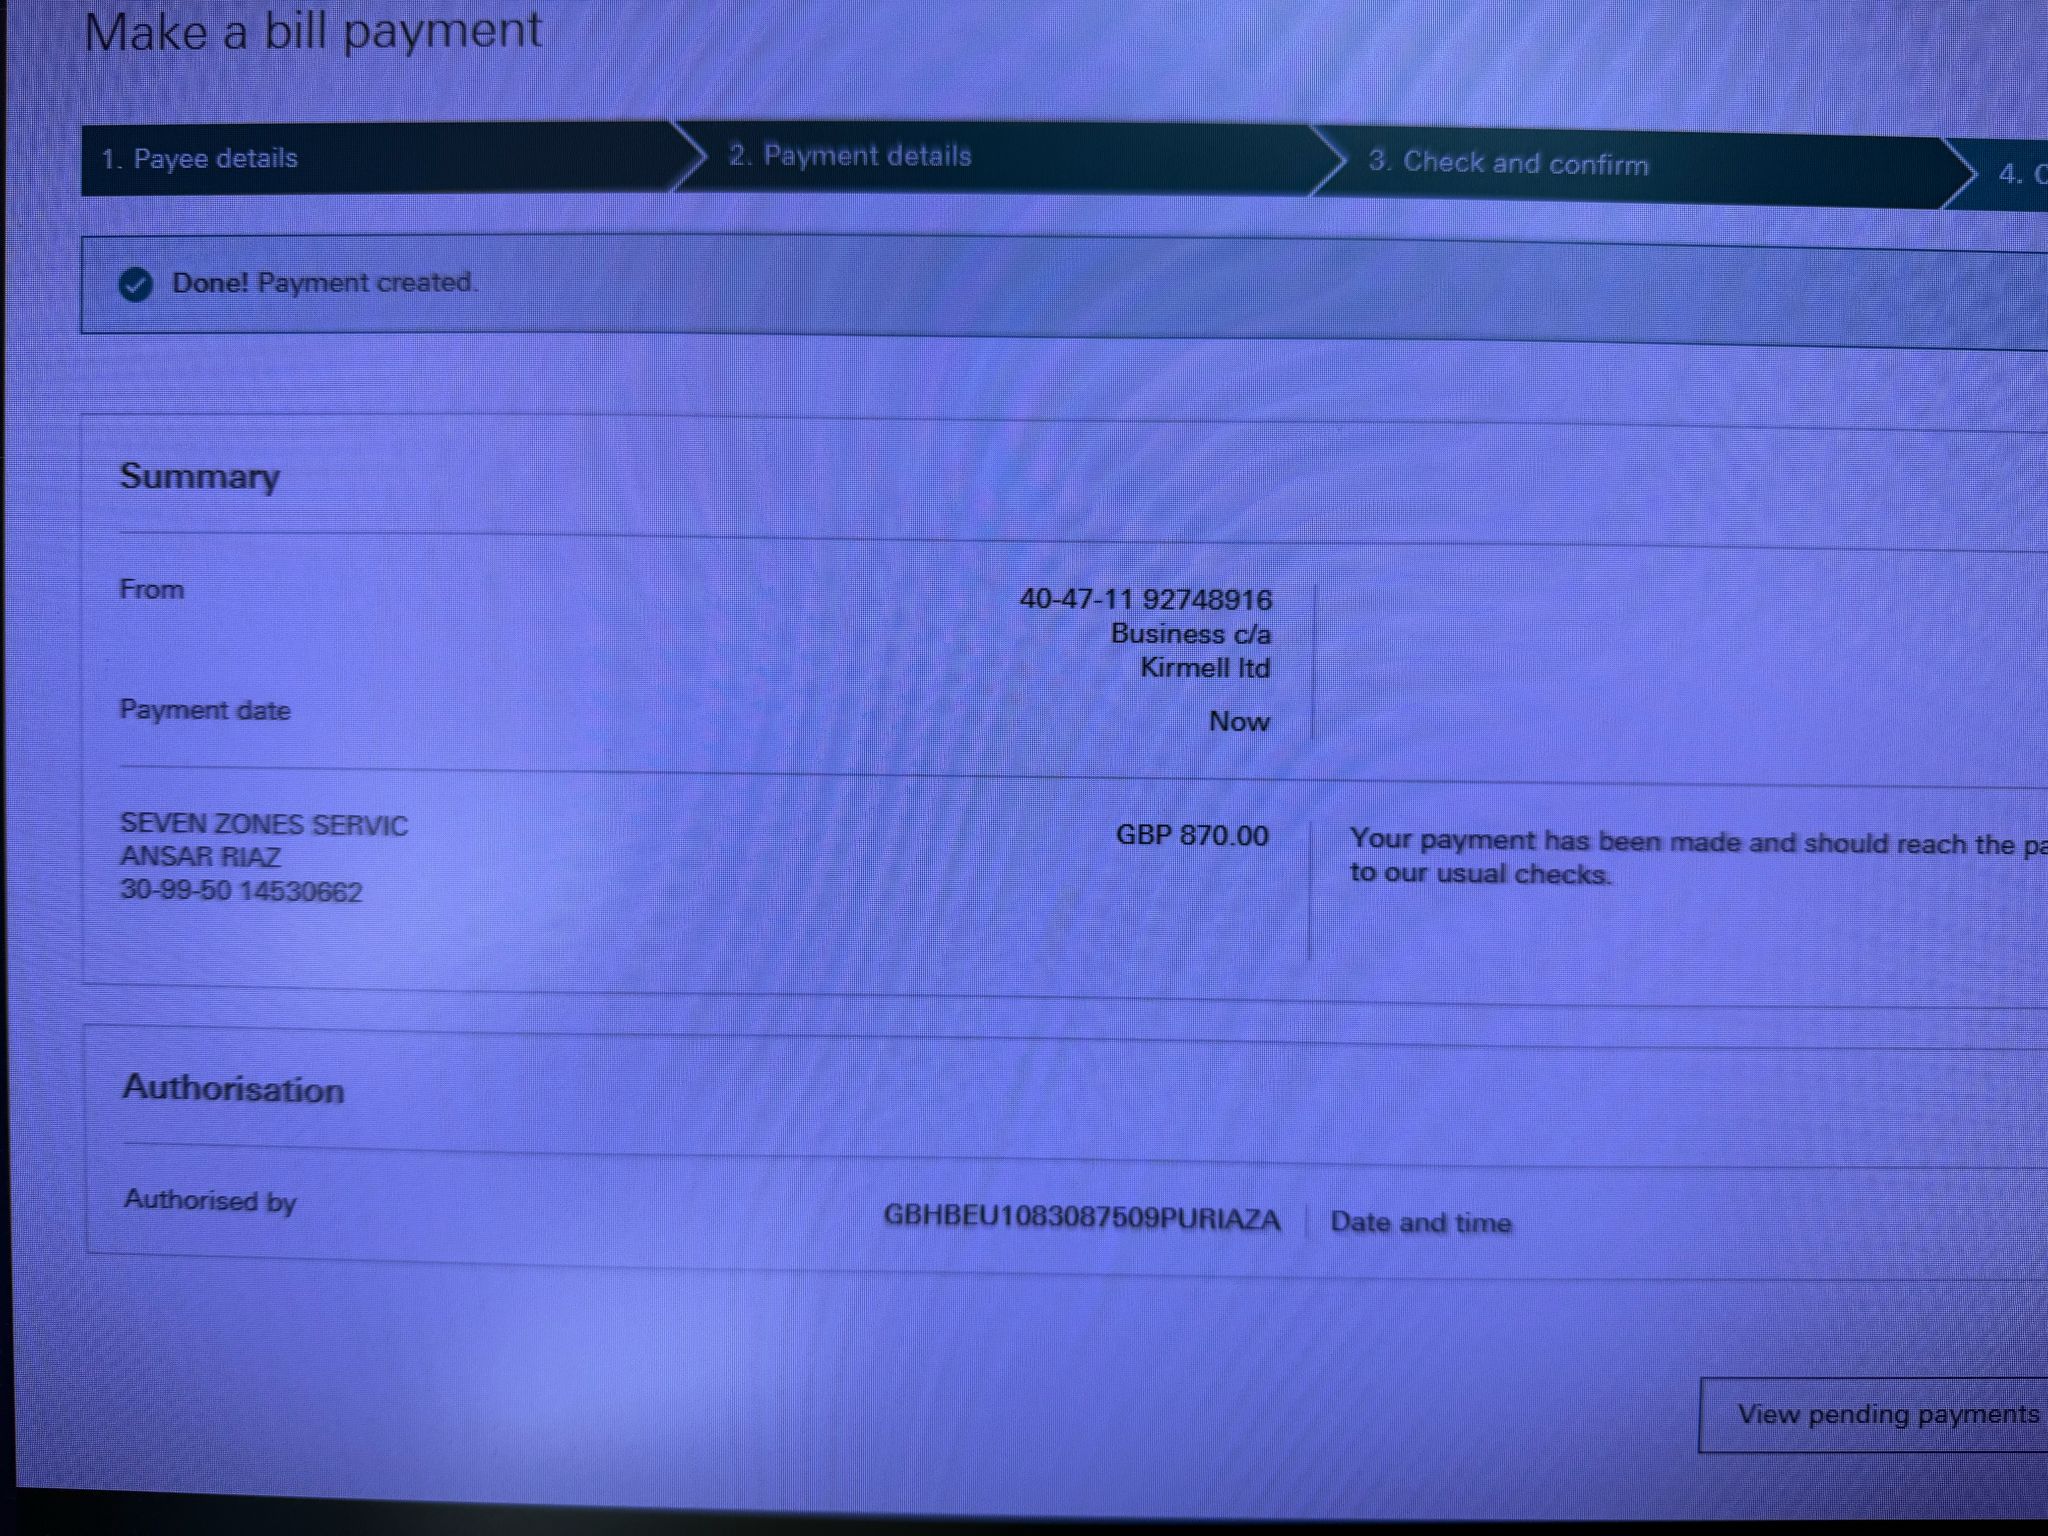 Make a bill payment
1. Payee details
2. Payment details
3. Check and confirm
4.
Done! Payment created.
Summary
From
40-47-11 92748916
Business c/a
Kirmell ltd
Payment date
Now
SEVEN ZONES SERVIC
ANSAR RIAZ
30-99-50 14530662
GBP 870.00
Your payment has been made and should reach the
to our usual checks.
Authorisation
Authorised by
GBHBEU1083087509PURIAZA
Date and time
View pending payments